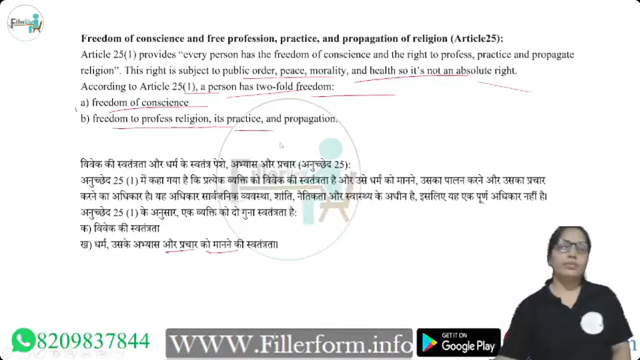 Fillerform
Freedom of conscience and free profession, practice, and propagation of religion (Article25):
Article 25(1) provides “every person has the freedom of conscience and the right to profess, practice and propagate
religion”. This right is subject to public order, peace, morality, and health so it's not an absolute right.
According to Article 25(1), a person has two-fold freedom:
a) freedom of conscience
b) freedom to profess religion, its practice, and propagation.
विवेक की स्वतंत्रता और धर्म के स्वतंत्र पेशे, अभ्यास और प्रचार (अनुच्छेद 25):
अनुच्छेद 25 (1) में कहा गया है कि प्रत्येक व्यक्ति को विवेक की स्वतंत्रता है और उसे धर्म को मानने, उसका पालन करने और उसका प्रचार
करने का अधिकार है। यह अधिकार सार्वजनिक व्यवस्था, शांति, नैतिकता और स्वास्थ्य के अधीन है, इसलिए यह एक पूर्ण अधिकार नहीं है।
अनुच्छेद 25 (1) के अनुसार, एक व्यक्ति को दो गुना स्वतंत्रता है:
क) विवेक की स्वतंत्रता
ख) धर्म, उसके अभ्यास और प्रचार को मानने की स्वतंत्रता।
Fillerform
8209837844
www.Fillerform.info
GET IT ON
Google Play